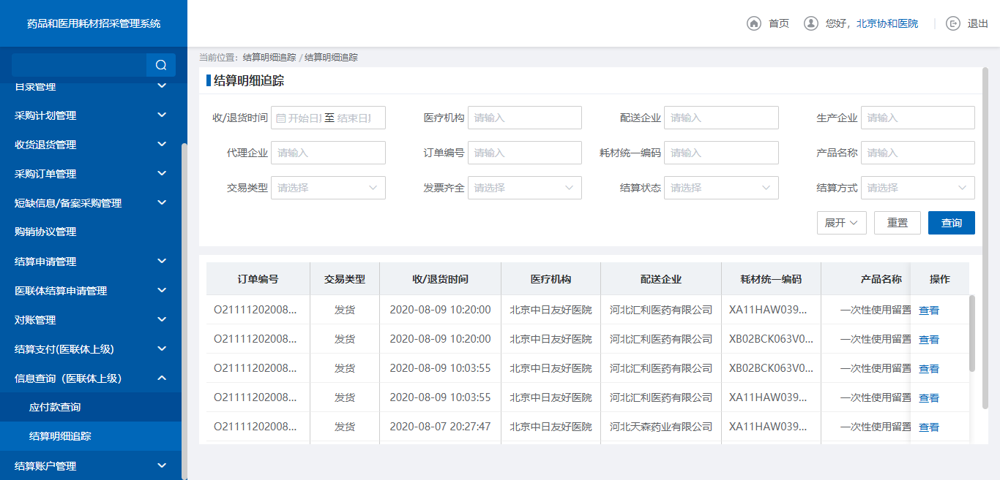 药品和医用耗材招采管理系统
首页 您好，北京协和医院 退出
目录管理
采购计划管理
收货退货管理
采购订单管理
短缺信息/备案采购管理
购销协议管理
结算申请管理
医联体结算申请管理
对账管理
结算支付(医联体上级)
信息查询（医联体上级）
应付款查询
结算明细追踪
结算账户管理
当前位置：结算明细追踪 / 结算明细追踪
结算明细追踪
收/退货时间 开始日期 至 结束日期 医疗机构 请输入 配送企业 请输入 生产企业 请输入
代理企业 请输入 订单编号 请输入 耗材统一编码 请输入 产品名称 请输入
交易类型 请选择 发票齐全 请选择 结算状态 请选择 结算方式 请选择
展开 重置 查询
订单编号 交易类型 收/退货时间 医疗机构 配送企业 耗材统一编码 产品名称 操作
O21111202008... 发货 2020-08-09 10:20:00 北京中日友好医院 河北汇利医药有限公司 XA11HAW039... 一次性使用留置 查看
O21111202008... 发货 2020-08-09 10:20:00 北京中日友好医院 河北汇利医药有限公司 XB02BCK063V0... 一次性使用留置 查看
O21111202008... 发货 2020-08-09 10:03:55 北京中日友好医院 河北汇利医药有限公司 XB02BCK063V0... 一次性使用留置 查看
O21111202008... 发货 2020-08-09 10:03:55 北京中日友好医院 河北汇利医药有限公司 XA11HAW039... 一次性使用留置 查看
O21111202008... 发货 2020-08-07 20:27:47 北京中日友好医院 河北天森药业有限公司 XA11HAW039... 一次性使用留置 查看